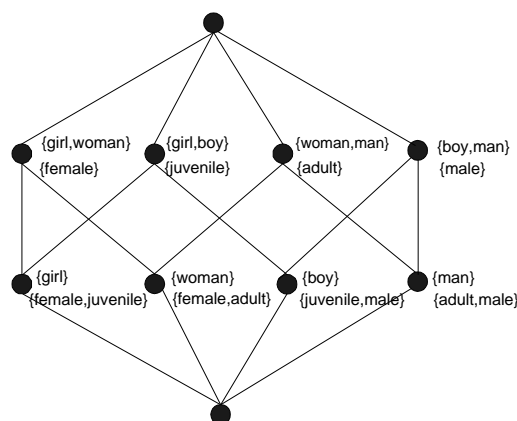 {girl,woman}
{female}
{girl,boy}
{juvenile}
{woman,man}
{adult}
{boy,man}
{male}
{girl}
{female,juvenile}
{woman}
{female,adult}
{boy}
{juvenile,male}
{man}
{adult,male}